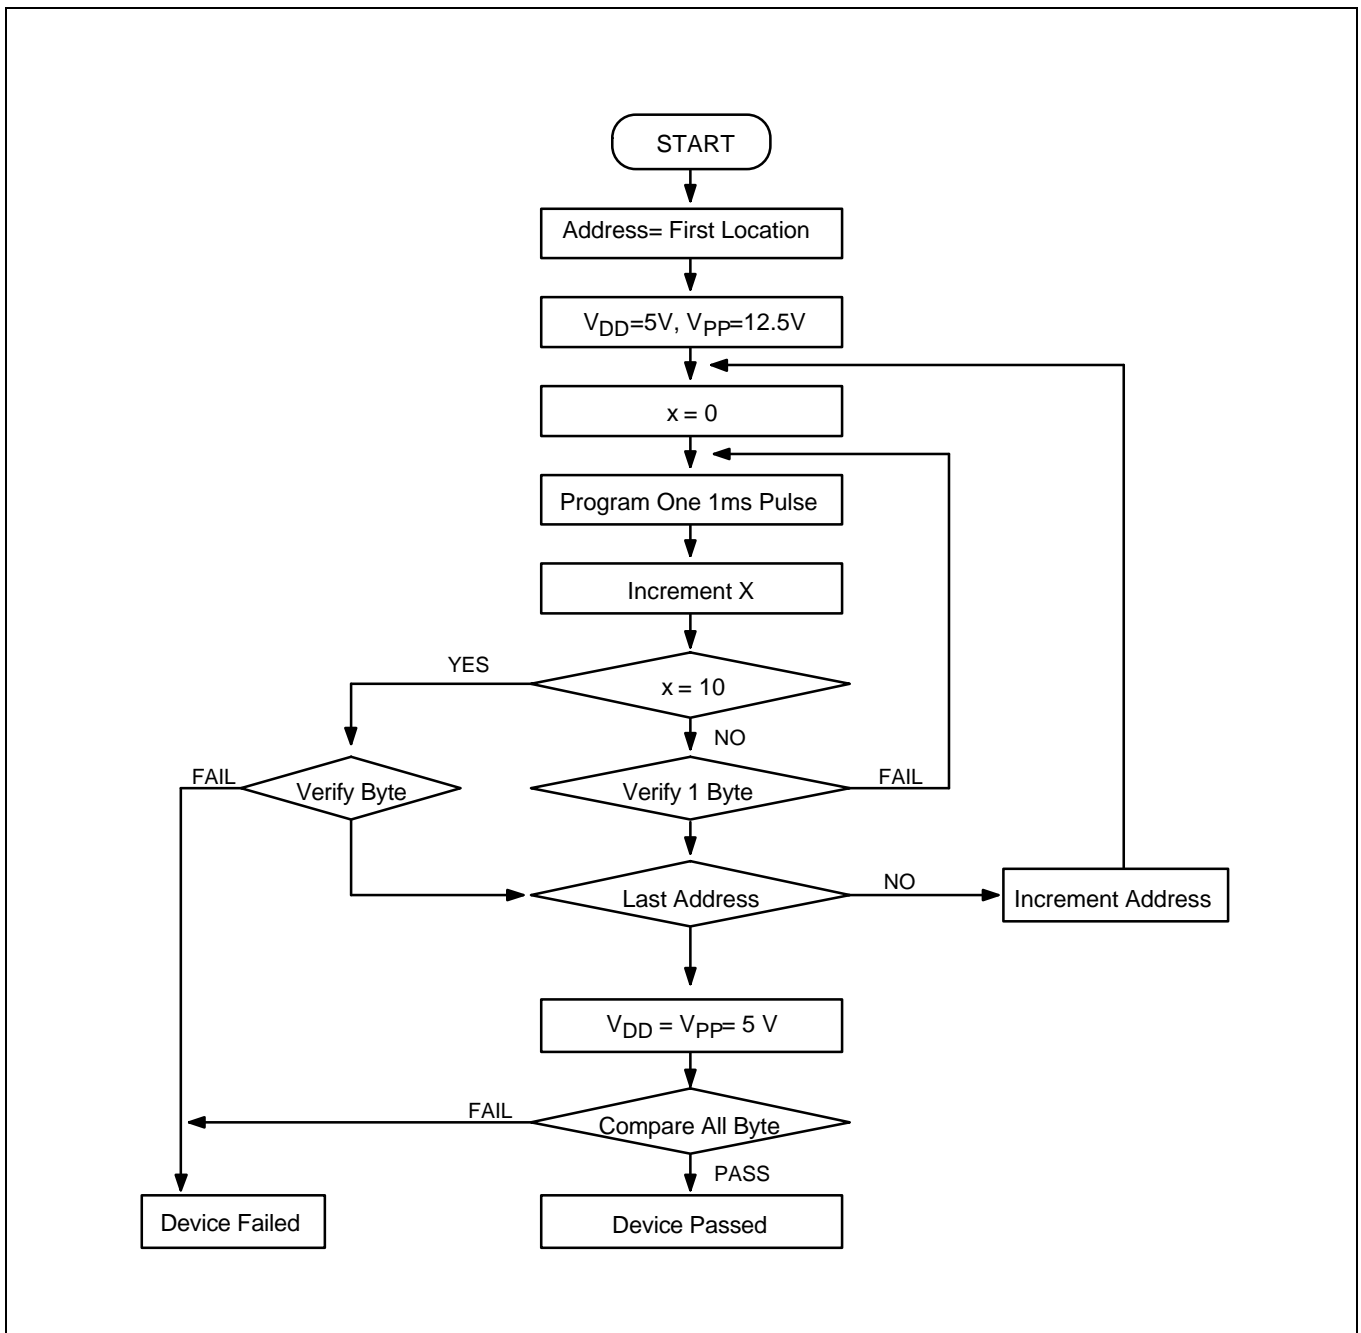 START
Address= First Location
VDD=5V, VPP=12.5V
x = 0
Program One 1ms Pulse
Increment X
YES
x = 10
NO
FAIL
Verify Byte
Verify 1 Byte
FAIL
Last Address
NO
Increment Address
VDD = VPP= 5 V
FAIL
Compare All Byte
PASS
Device Failed
Device Passed